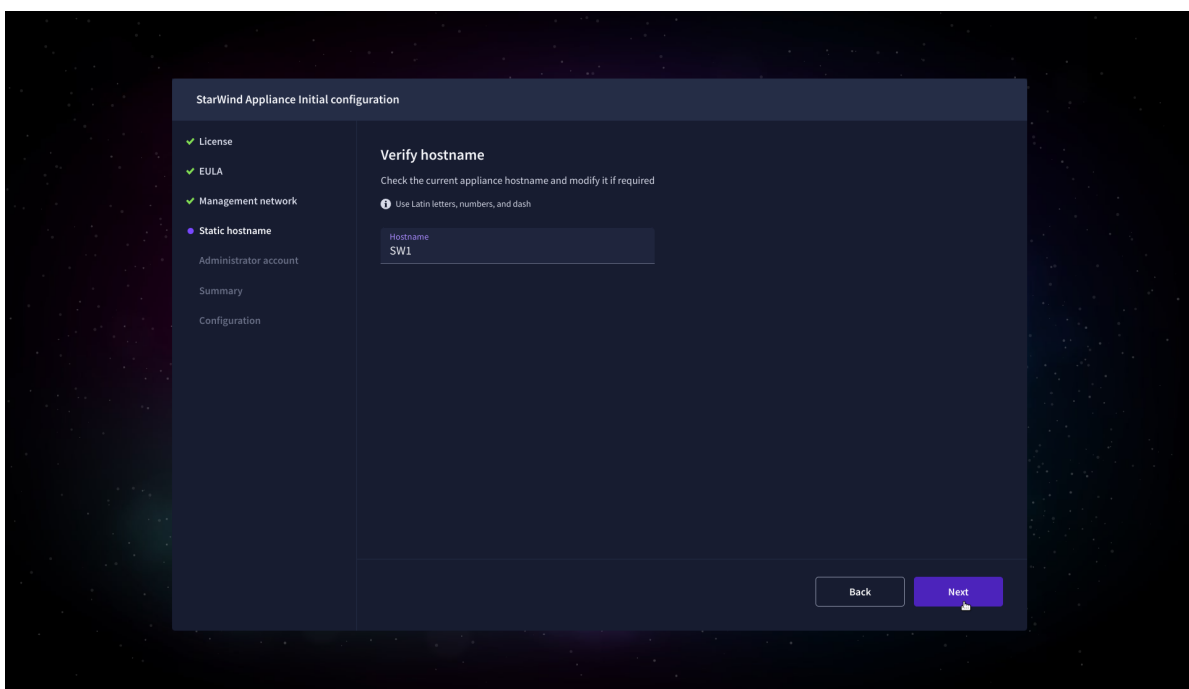 StarWind Appliance Initial configuration
License
EULA
Management network
Static hostname
Administrator account
Summary
Configuration
Verify hostname
Check the current appliance hostname and modify it if required
Use Latin letters, numbers, and dash
Hostname
SW1
Back
Next